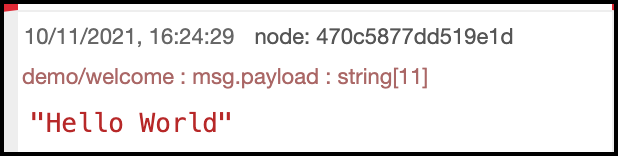 10/11/2021, 16:24:29 node: 470c5877dd519e1d
demo/welcome : msg.payload : string[11]
"Hello World"